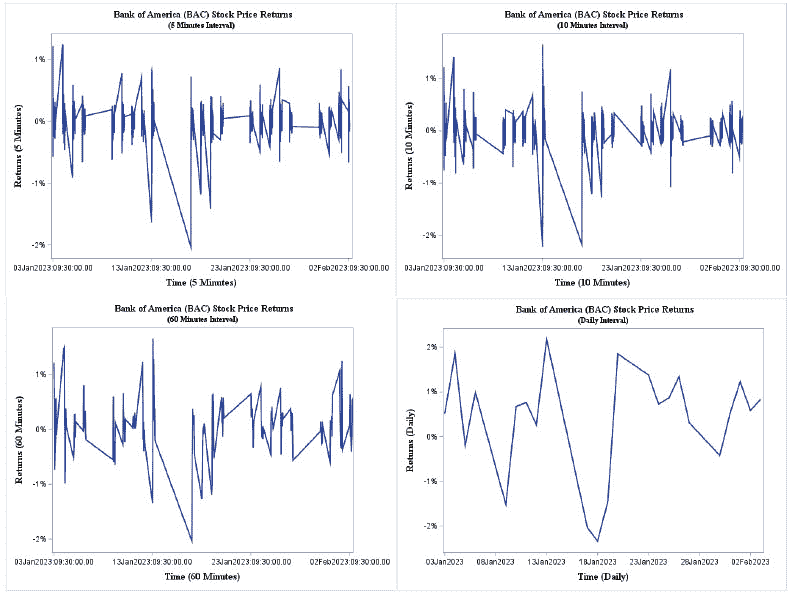 Bank of America (BAC) Stock Price Returns
(5 Minutes Interval)
1%
0%
-1%
-2%
Returns (5 Minutes)
03Jan2023:09:30:00.00
13Jan2023:09:30:00.00
23Jan2023:09:30:00.00
02Feb2023:09:30:00.00
Time (5 Minutes)
Bank of America (BAC) Stock Price Returns
(10 Minutes Interval)
1%
0%
-1%
-2%
Returns (10 Minutes)
03Jan2023:09:30:00.00
13Jan2023:09:30:00.00
23Jan2023:09:30:00.00
02Feb2023:09:30:00.00
Time (10 Minutes)
Bank of America (BAC) Stock Price Returns
(60 Minutes Interval)
1%
0%
-1%
-2%
Returns (60 Minutes)
03Jan2023:09:30:00.00
13Jan2023:09:30:00.00
23Jan2023:09:30:00.00
02Feb2023:09:30:00.00
Time (60 Minutes)
Bank of America (BAC) Stock Price Returns
(Daily Interval)
2%
1%
0%
-1%
-2%
Returns (Daily)
03Jan2023
08Jan2023
13Jan2023
18Jan2023
23Jan2023
28Jan2023
02Feb2023
Time (Daily)